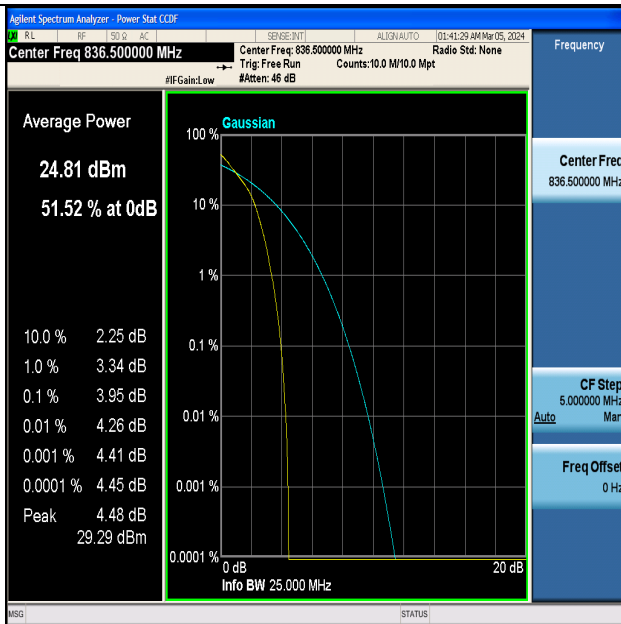 Agilent Spectrum Analyzer - Power Stat CCDF
LXI RL RF 50 Ω AC SENSE:INT ALIGN AUTO 01:41:29 AM Mar 05, 2024
Center Freq 836.500000 MHz
Center Freq: 836.500000 MHz Radio Std: None
Trig: Free Run Counts:10.0 M/10.0 Mpt
#IFGain:Low #Atten: 46 dB
Frequency
Average Power
24.81 dBm
51.52 % at 0dB
10.0 % 2.25 dB
1.0 % 3.34 dB
0.1 % 3.95 dB
0.01 % 4.26 dB
0.001 % 4.41 dB
0.0001 % 4.45 dB
Peak 4.48 dB
29.29 dBm
Gaussian
100 %
10 %
1 %
0.1 %
0.01 %
0.001 %
0.0001 %
0 dB 20 dB
Info BW 25.000 MHz
Center Freq
836.500000 MHz
CF Step
5.000000 MHz
Auto Man
Freq Offset
0 Hz
MSG STATUS